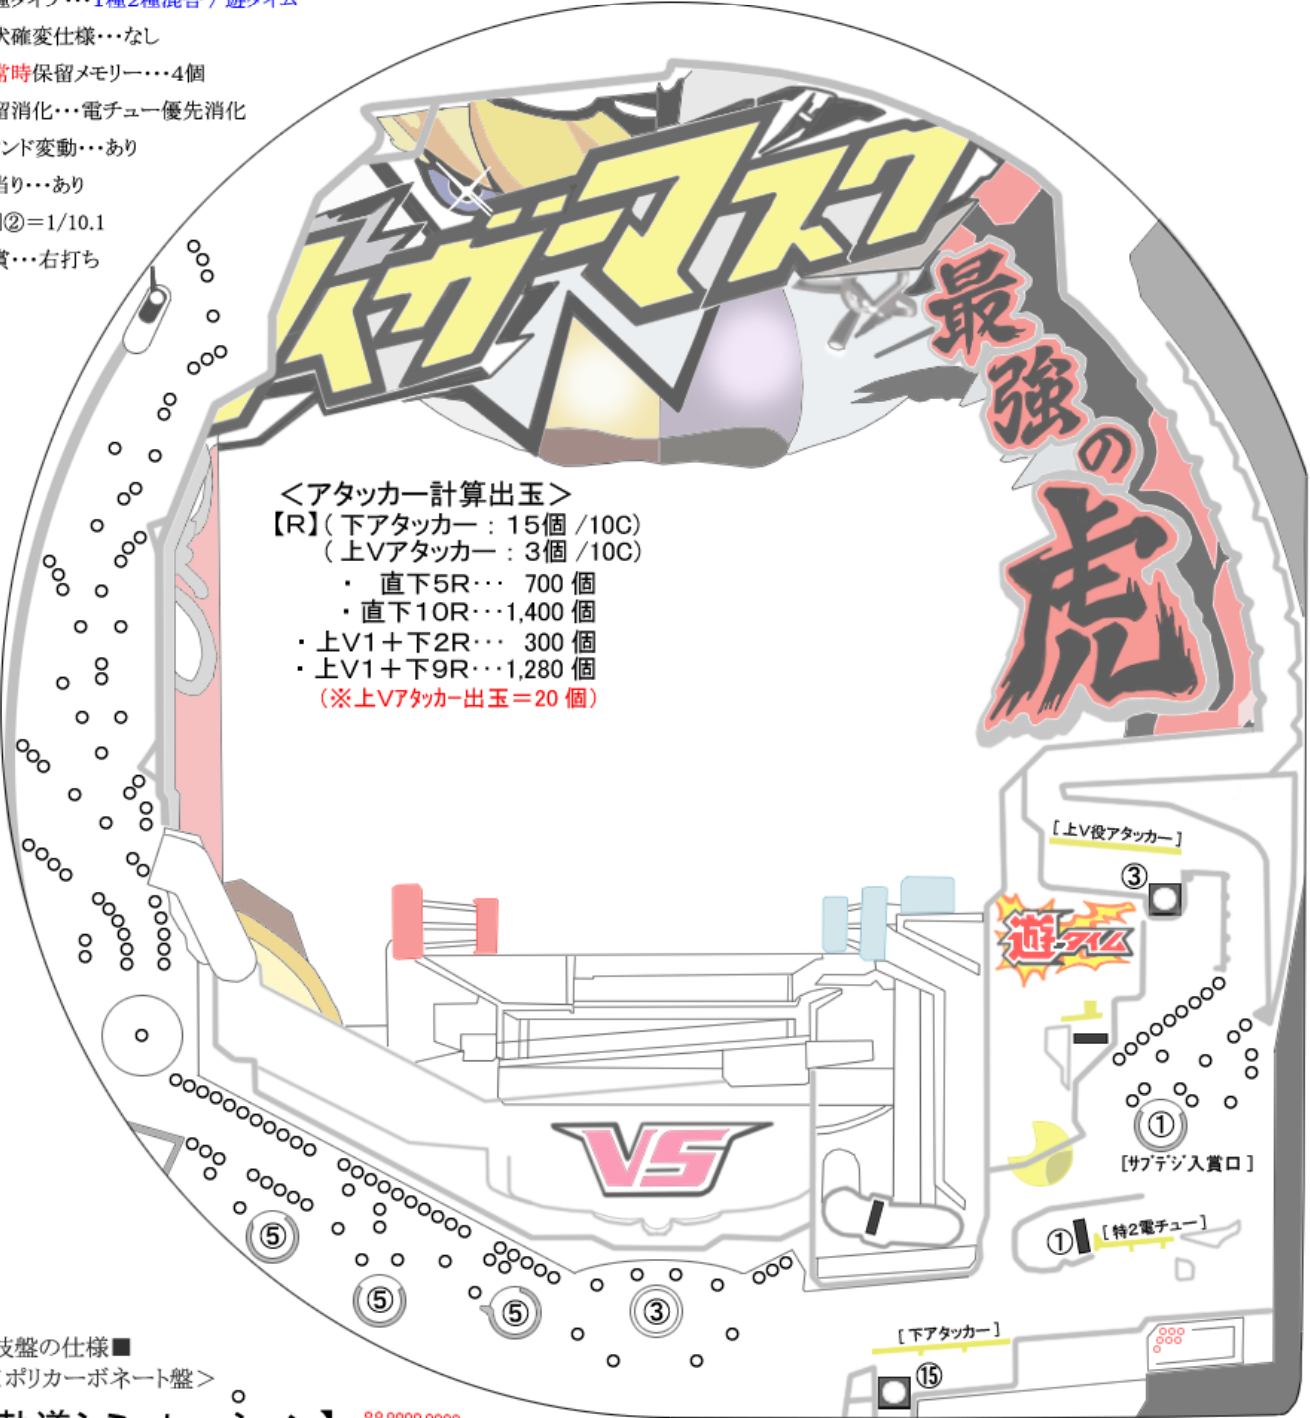 種タイプ・・・1種2種混合 / 遊タイム
状確変仕様・・・なし
常時保留メモリー・・・4個
留消化・・・電チュー優先消化
ンド変動・・・あり
当り・・・あり
②＝1/10.1
賞・・・右打ち
イガーマスク
最強の虎
＜アタッカー計算出玉＞
【R】( 下アタッカー : 15個 /10C)
( 上Vアタッカー : 3個 /10C)
・ 直下5R・・・ 700 個
・直下10R・・・1,400 個
・上V1＋下2R・・・ 300 個
・上V1＋下9R・・・1,280 個
(※上Vアタッカー出玉＝20 個)
[ 上V役アタッカー ]
③
遊タイム
①
[サブデジ入賞口 ]
VS
① [ 特2電チュー ]
⑤
⑤
⑤
③
[ 下アタッカー ]
⑮
技盤の仕様■
ポリカーボネート盤＞